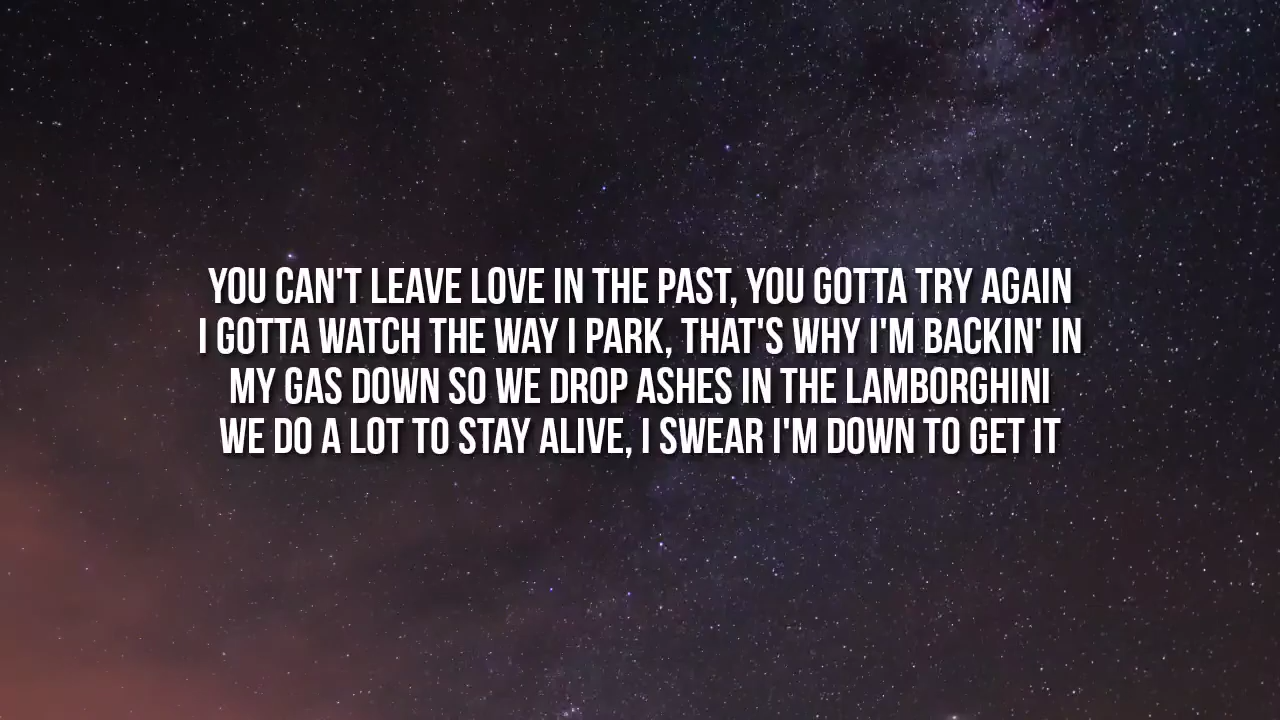 YOU CAN'T LEAVE LOVE IN THE PAST, YOU GOTTA TRY AGAIN
I GOTTA WATCH THE WAY I PARK, THAT'S WHY I'M BACKIN' IN
MY GAS DOWN SO WE DROP ASHES IN THE LAMBORGHINI
WE DO A LOT TO STAY ALIVE, I SWEAR I'M DOWN TO GET IT